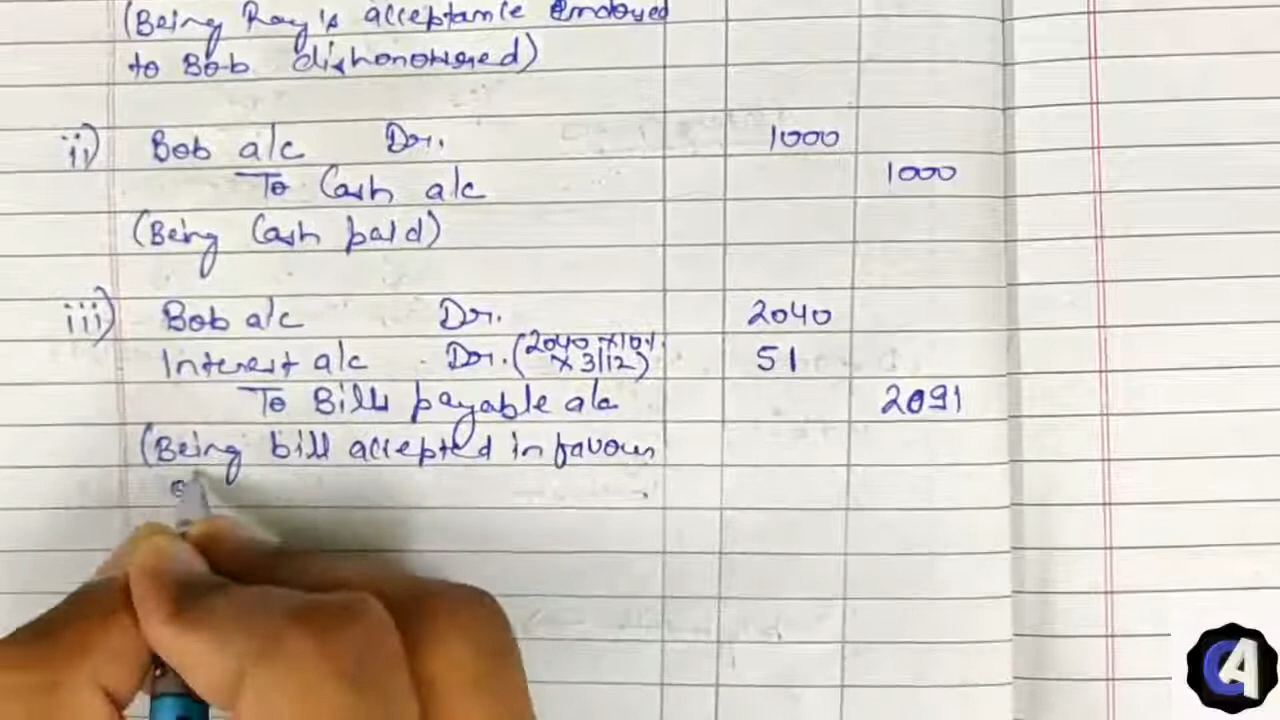 (Being Ray's acceptance endorsed
to Bob dishonoured)
ii) Bob a/c Dr. 1000
To Cash a/c 1000
(Being Cash paid)
iii) Bob a/c Dr. 2040
Interest a/c Dr. (2040 × 10% × 3/12) 51
To Bills payable a/c 2091
(Being bill accepted in favour
o
CA